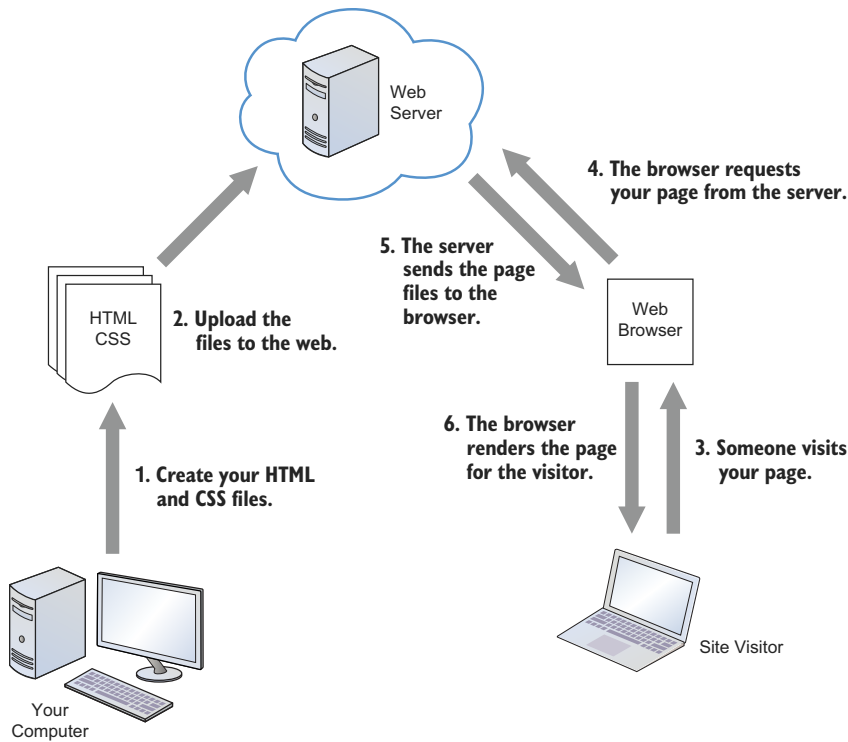 Web
Server
4. The browser requests
your page from the server.
5. The server
sends the page
files to the
browser.
HTML
CSS
2. Upload the
files to the web.
Web
Browser
6. The browser
renders the page
for the visitor.
3. Someone visits
your page.
1. Create your HTML
and CSS files.
Site Visitor
Your
Computer